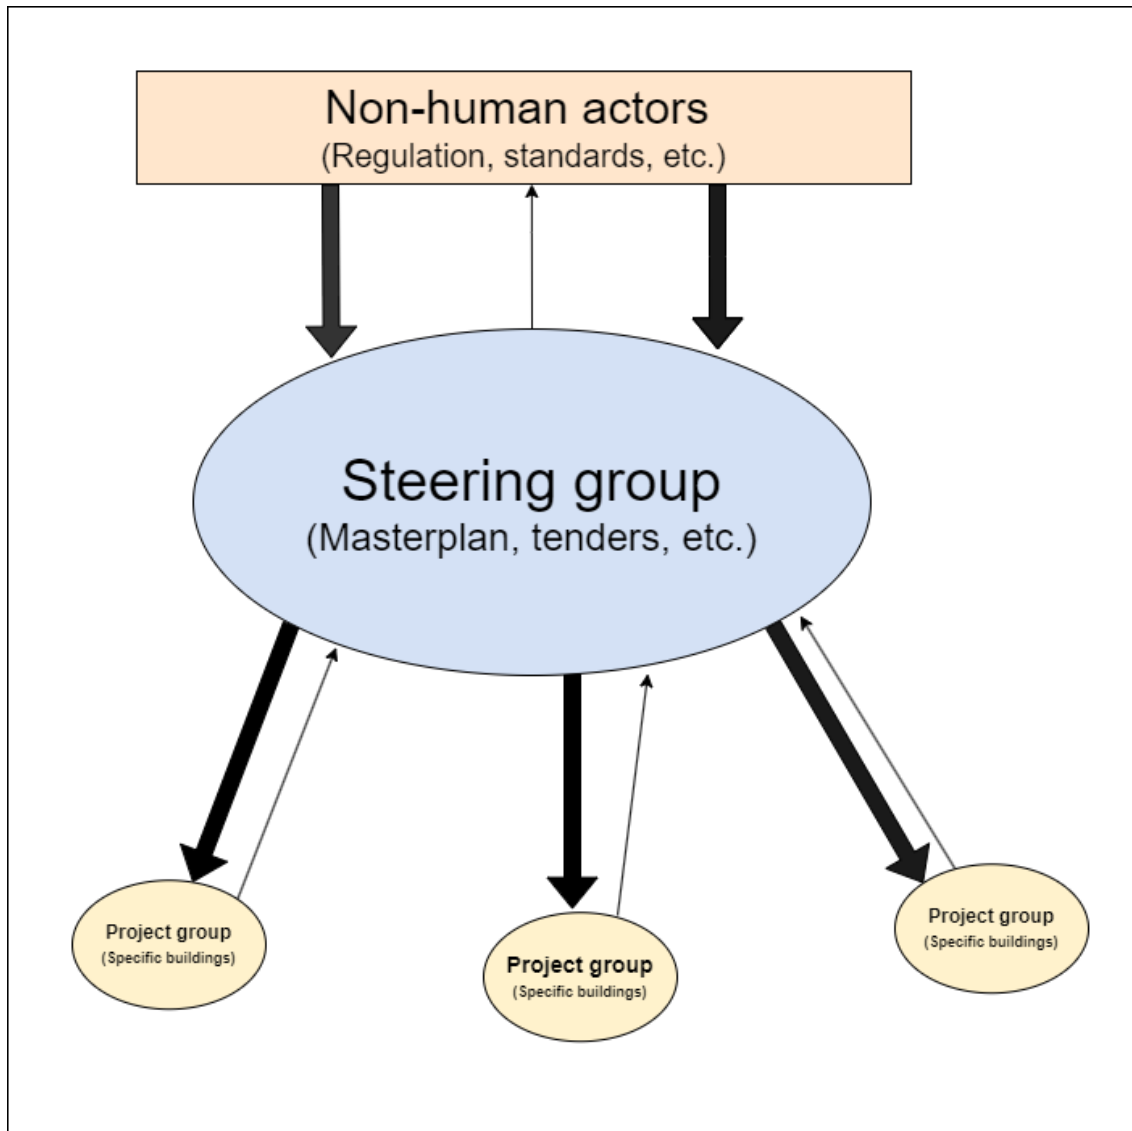 Non-human actors
(Regulation, standards, etc.)
Steering group
(Masterplan, tenders, etc.)
Project group
(Specific buildings)
Project group
(Specific buildings)
Project group
(Specific buildings)